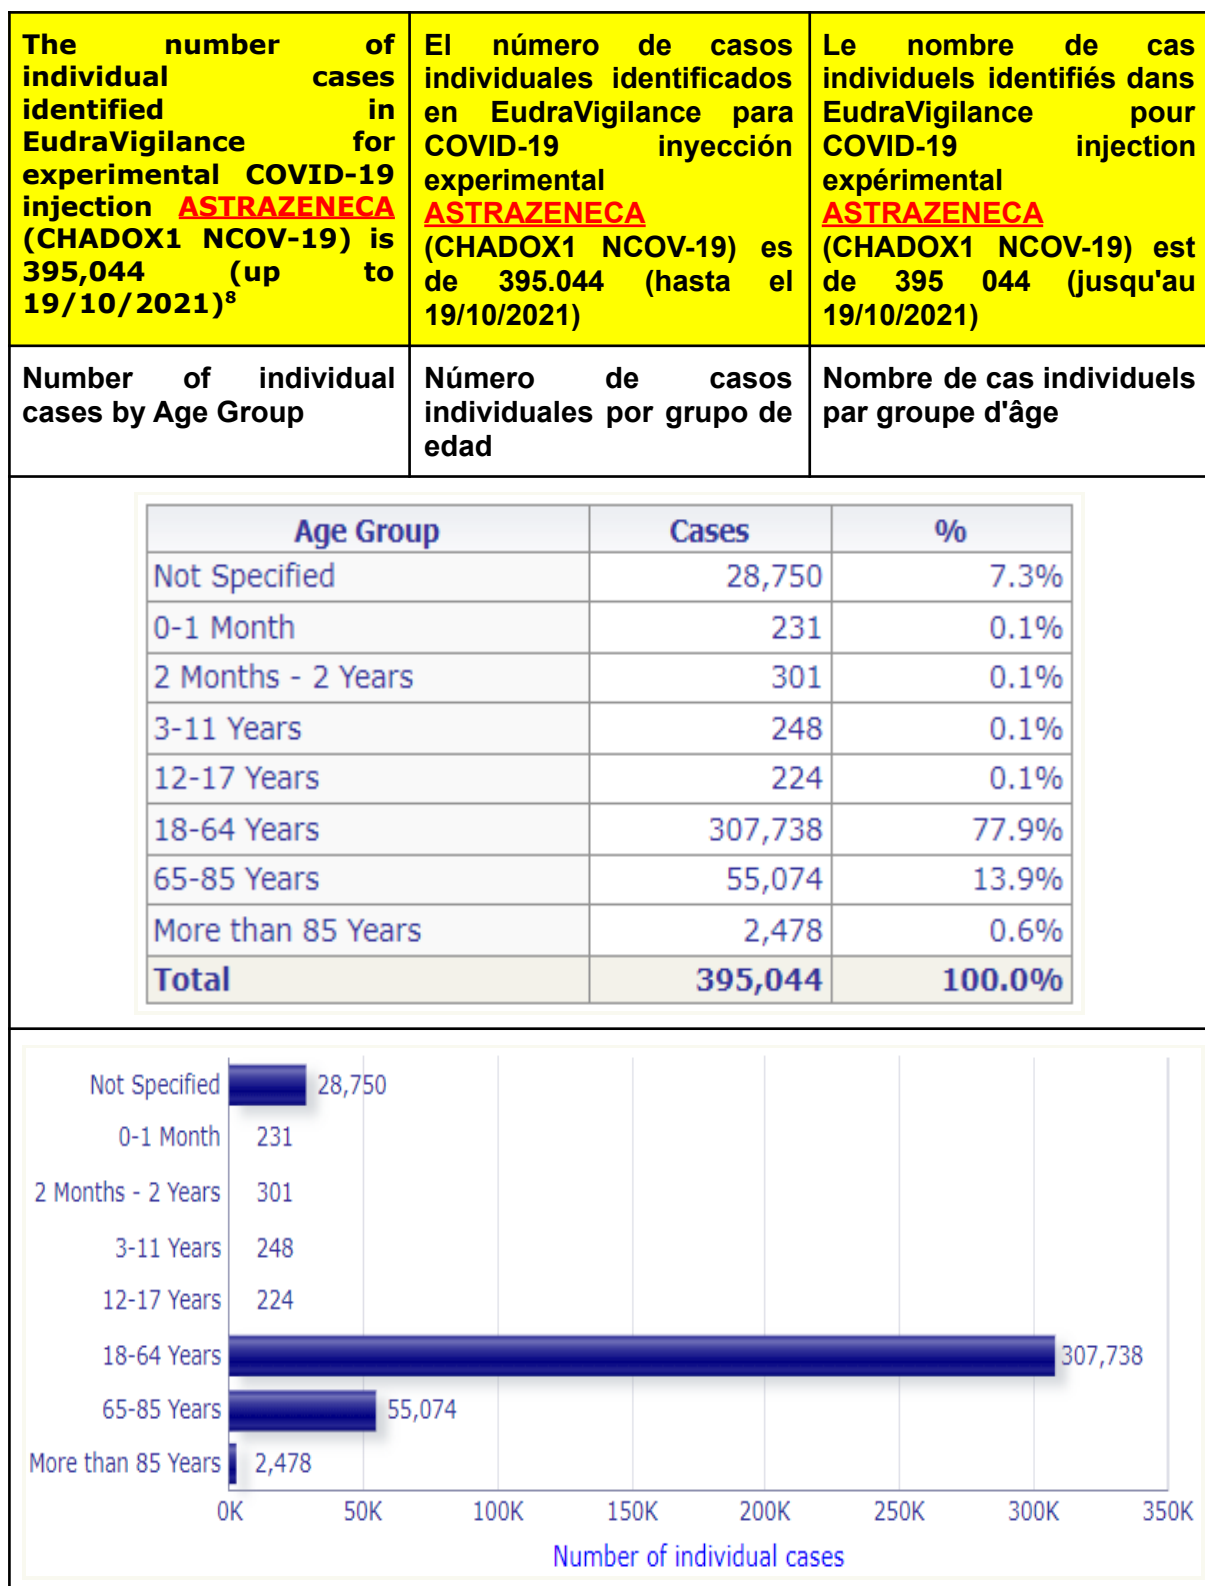 The number of
individual cases
identified in
EudraVigilance for
experimental COVID-19
injection ASTRAZENECA
(CHADOX1 NCOV-19) is
395,044 (up to
19/10/2021)⁸
El número de casos
individuales identificados
en EudraVigilance para
COVID-19 inyección
experimental
ASTRAZENECA
(CHADOX1 NCOV-19) es
de 395.044 (hasta el
19/10/2021)
Le nombre de cas
individuels identifiés dans
EudraVigilance pour
COVID-19 injection
expérimental
ASTRAZENECA
(CHADOX1 NCOV-19) est
de 395 044 (jusqu'au
19/10/2021)
Number of individual
cases by Age Group
Número de casos
individuales por grupo de
edad
Nombre de cas individuels
par groupe d'âge
Age Group Cases %
Not Specified 28,750 7.3%
0-1 Month 231 0.1%
2 Months - 2 Years 301 0.1%
3-11 Years 248 0.1%
12-17 Years 224 0.1%
18-64 Years 307,738 77.9%
65-85 Years 55,074 13.9%
More than 85 Years 2,478 0.6%
Total 395,044 100.0%
Not Specified 28,750
0-1 Month 231
2 Months - 2 Years 301
3-11 Years 248
12-17 Years 224
18-64 Years 307,738
65-85 Years 55,074
More than 85 Years 2,478
0K 50K 100K 150K 200K 250K 300K 350K
Number of individual cases